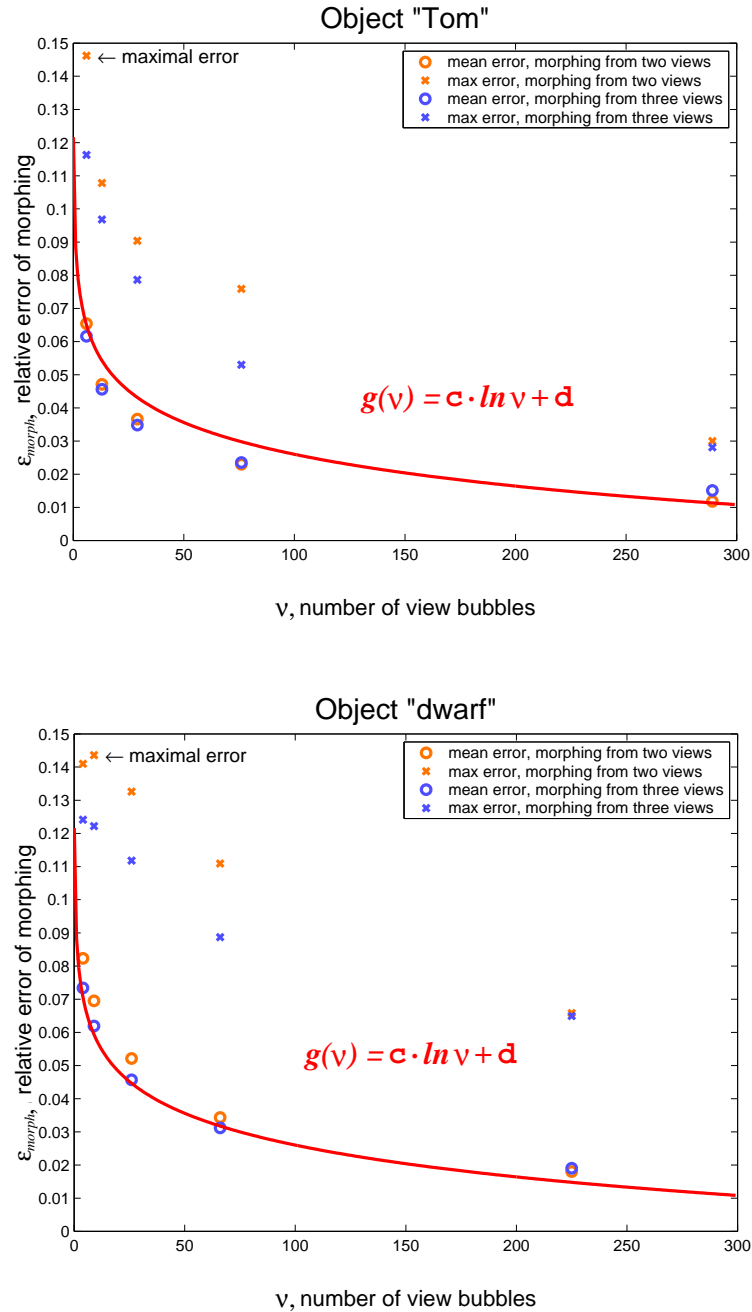 Object "Tom"
0.15
0.14
0.13
0.12
0.11
0.1
0.09
0.08
0.07
0.06
0.05
0.04
0.03
0.02
0.01
0
ε morph, relative error of morphing
← maximal error
mean error, morphing from two views
max error, morphing from two views
mean error, morphing from three views
max error, morphing from three views
g(ν) = c · ln ν + d
0 50 100 150 200 250 300
ν, number of view bubbles
Object "dwarf"
0.15
0.14
0.13
0.12
0.11
0.1
0.09
0.08
0.07
0.06
0.05
0.04
0.03
0.02
0.01
0
ε morph, relative error of morphing
← maximal error
mean error, morphing from two views
max error, morphing from two views
mean error, morphing from three views
max error, morphing from three views
g(ν) = c · ln ν + d
0 50 100 150 200 250 300
ν, number of view bubbles